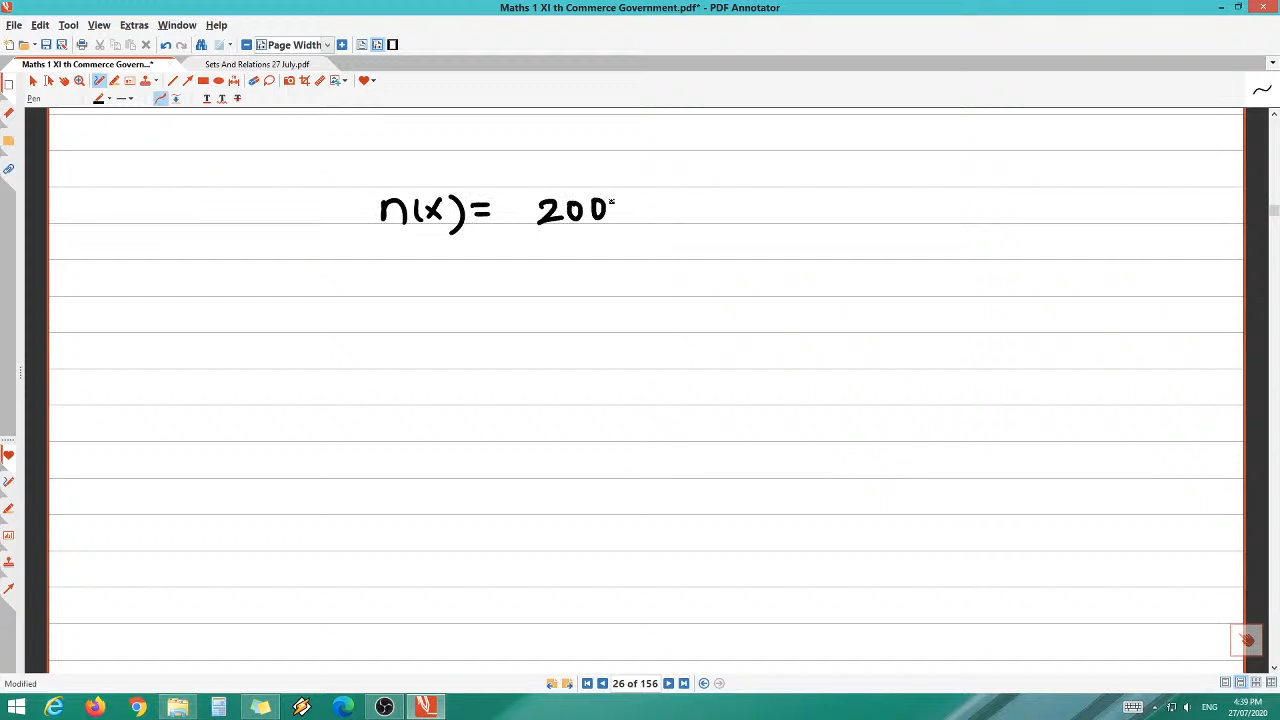 Maths 1 XI th Commerce Government.pdf* - PDF Annotator
File Edit Tool View Extras Window Help
Page Width
Maths 1 XI th Commerce Govern...* Sets And Relations 27 July.pdf
Pen
n(x) = 200
26 of 156
Modified
ENG
4:39 PM
27/07/2020